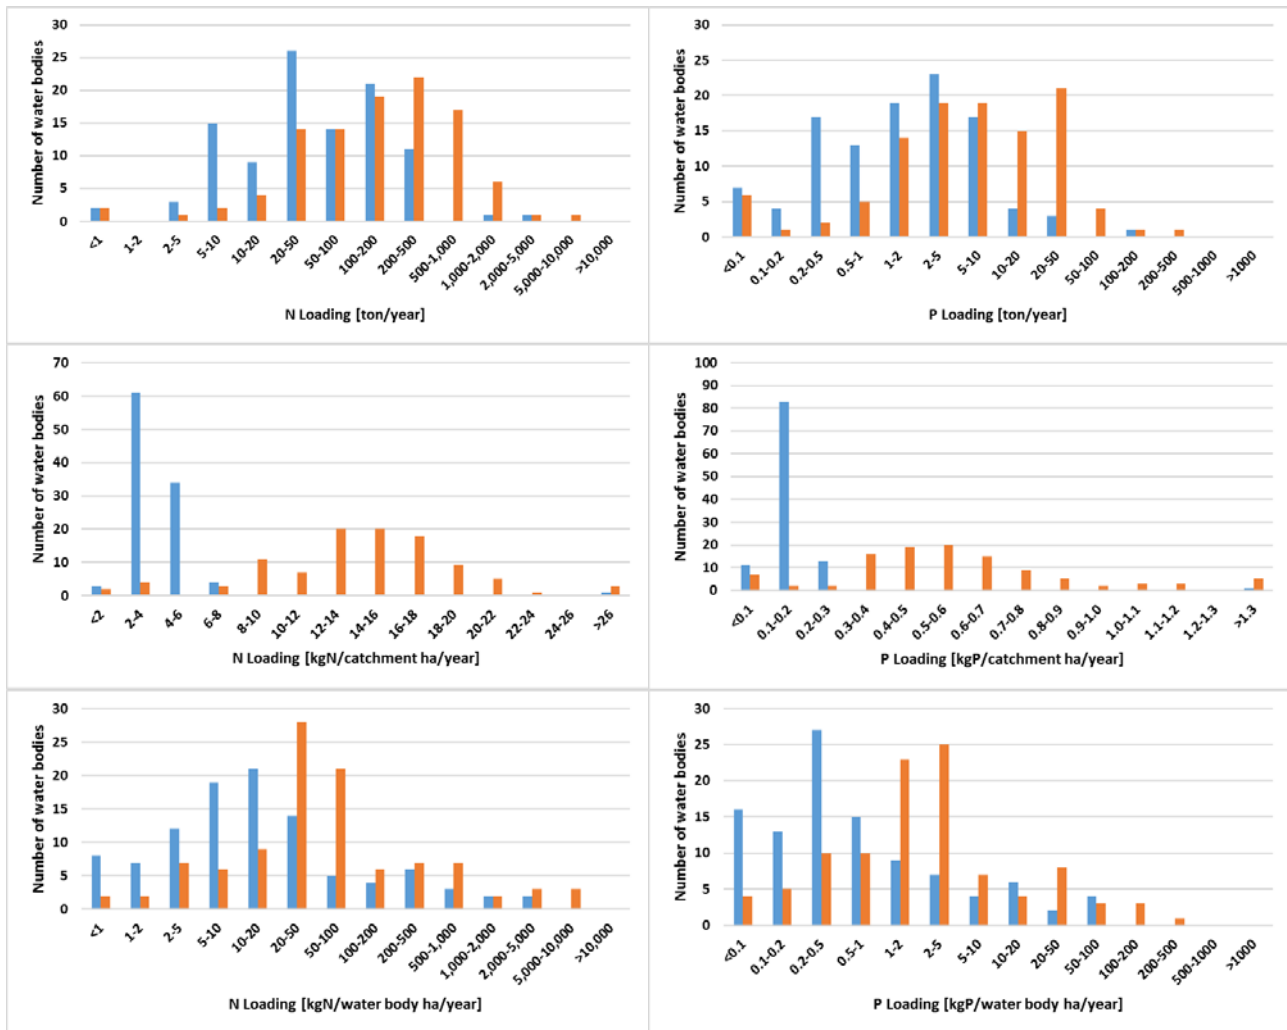 30
25
20
15
10
5
0
Number of water bodies
<1 1-2 2-5 5-10 10-20 20-50 50-100 100-200 200-500 500-1,000 1,000-2,000 2,000-5,000 5,000-10,000 >10,000
N Loading [ton/year]
30
25
20
15
10
5
0
Number of water bodies
<0.1 0.1-0.2 0.2-0.5 0.5-1 1-2 2-5 5-10 10-20 20-50 50-100 100-200 200-500 500-1000 >1000
P Loading [ton/year]
70
60
50
40
30
20
10
0
Number of water bodies
<2 2-4 4-6 6-8 8-10 10-12 12-14 14-16 16-18 18-20 20-22 22-24 24-26 >26
N Loading [kgN/catchment ha/year]
100
90
80
70
60
50
40
30
20
10
0
Number of water bodies
<0.1 0.1-0.2 0.2-0.3 0.3-0.4 0.4-0.5 0.5-0.6 0.6-0.7 0.7-0.8 0.8-0.9 0.9-1.0 1.0-1.1 1.1-1.2 1.2-1.3 >1.3
P Loading [kgP/catchment ha/year]
30
25
20
15
10
5
0
Number of water bodies
<1 1-2 2-5 5-10 10-20 20-50 50-100 100-200 200-500 500-1,000 1,000-2,000 2,000-5,000 5,000-10,000 >10,000
N Loading [kgN/water body ha/year]
30
25
20
15
10
5
0
Number of water bodies
<0.1 0.1-0.2 0.2-0.5 0.5-1 1-2 2-5 5-10 10-20 20-50 50-100 100-200 200-500 500-1000 >1000
P Loading [kgP/water body ha/year]